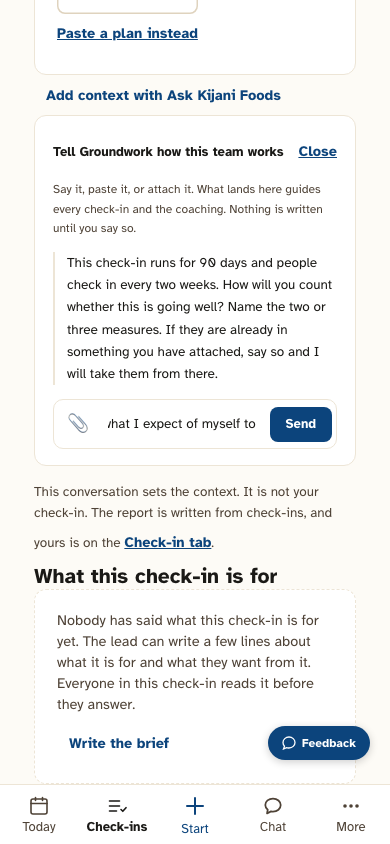 Paste a plan instead
Add context with Ask Kijani Foods
Tell Groundwork how this team works
Close
Say it, paste it, or attach it. What lands here guides
every check-in and the coaching. Nothing is written
until you say so.
This check-in runs for 90 days and people
check in every two weeks. How will you count
whether this is going well? Name the two or
three measures. If they are already in
something you have attached, say so and I
will take them from there.
what I expect of myself to
Send
This conversation sets the context. It is not your
check-in. The report is written from check-ins, and
yours is on the Check-in tab.
What this check-in is for
Nobody has said what this check-in is for
yet. The lead can write a few lines about
what it is for and what they want from it.
Everyone in this check-in reads it before
they answer.
Write the brief
Feedback
Today
Check-ins
Start
Chat
More